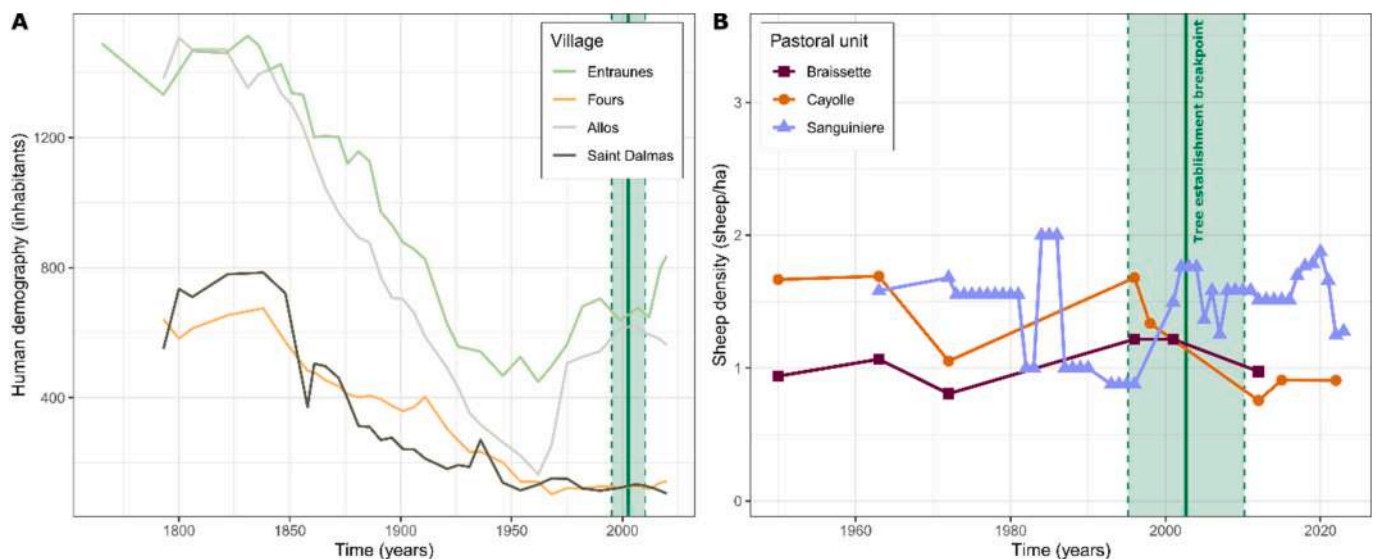 A
Human demography (inhabitants)
1200
800
400
1800
1850
1900
1950
2000
Time (years)
Village
Entraunes
Fours
Allos
Saint Dalmas
B
Sheep density (sheep/ha)
3
2
1
0
1960
1980
2000
2020
Time (years)
Pastoral unit
Braissette
Cayolle
Sanguiniere
Tree establishment breakpoint